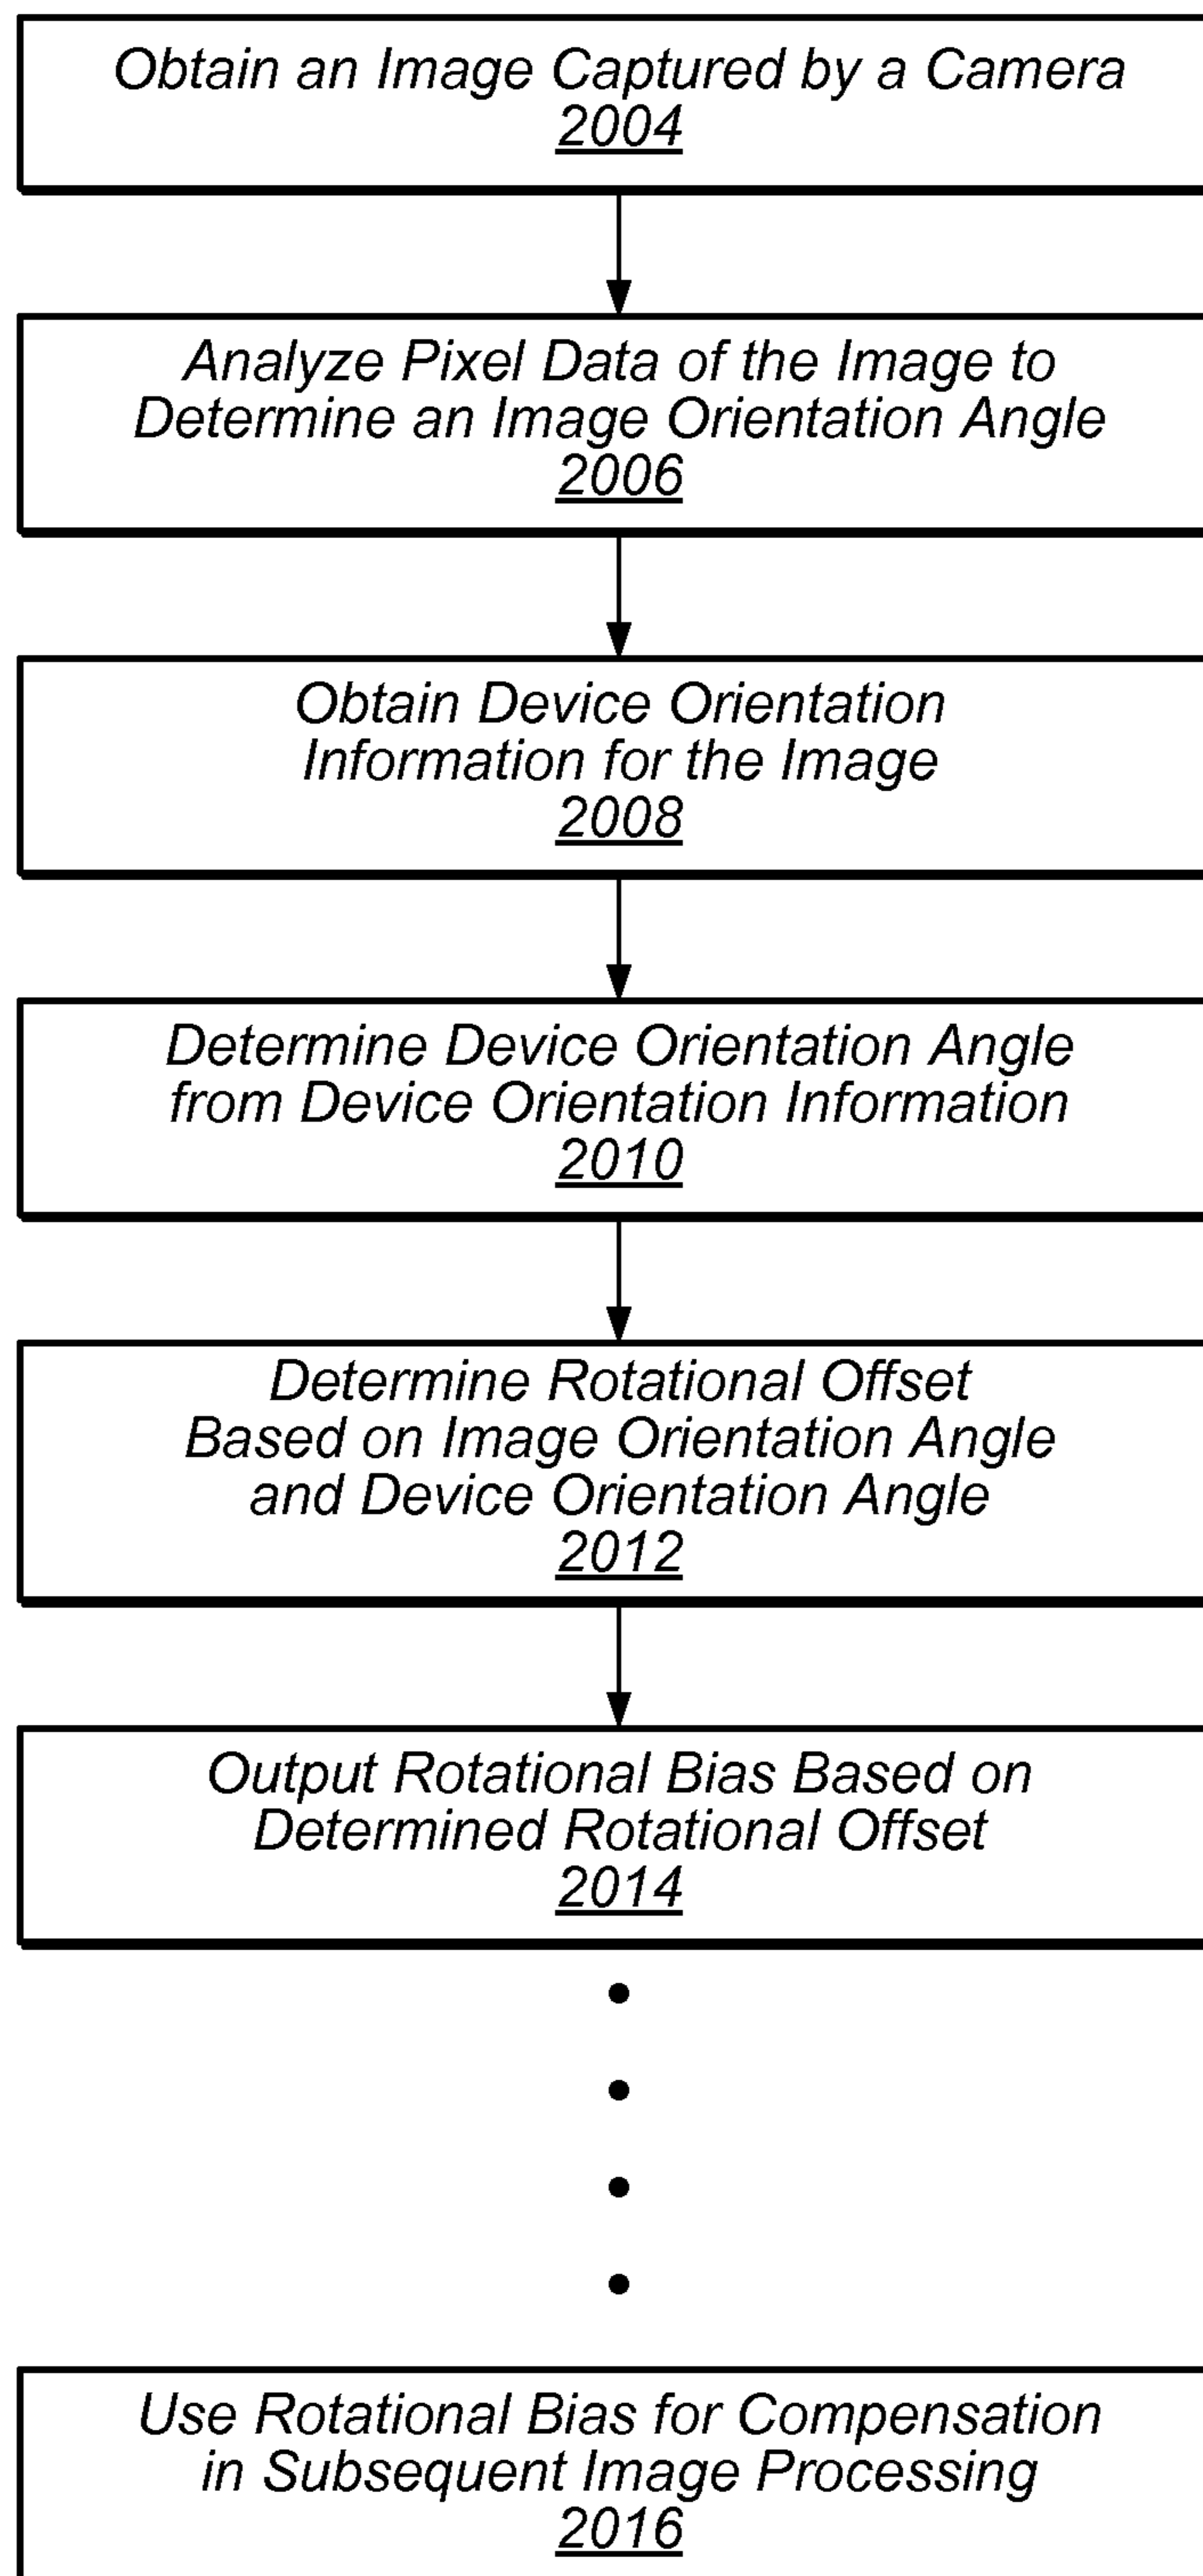 Obtain an Image Captured by a Camera
2004
Analyze Pixel Data of the Image to
Determine an Image Orientation Angle
2006
Obtain Device Orientation
Information for the Image
2008
Determine Device Orientation Angle
from Device Orientation Information
2010
Determine Rotational Offset
Based on Image Orientation Angle
and Device Orientation Angle
2012
Output Rotational Bias Based on
Determined Rotational Offset
2014
Use Rotational Bias for Compensation
in Subsequent Image Processing
2016